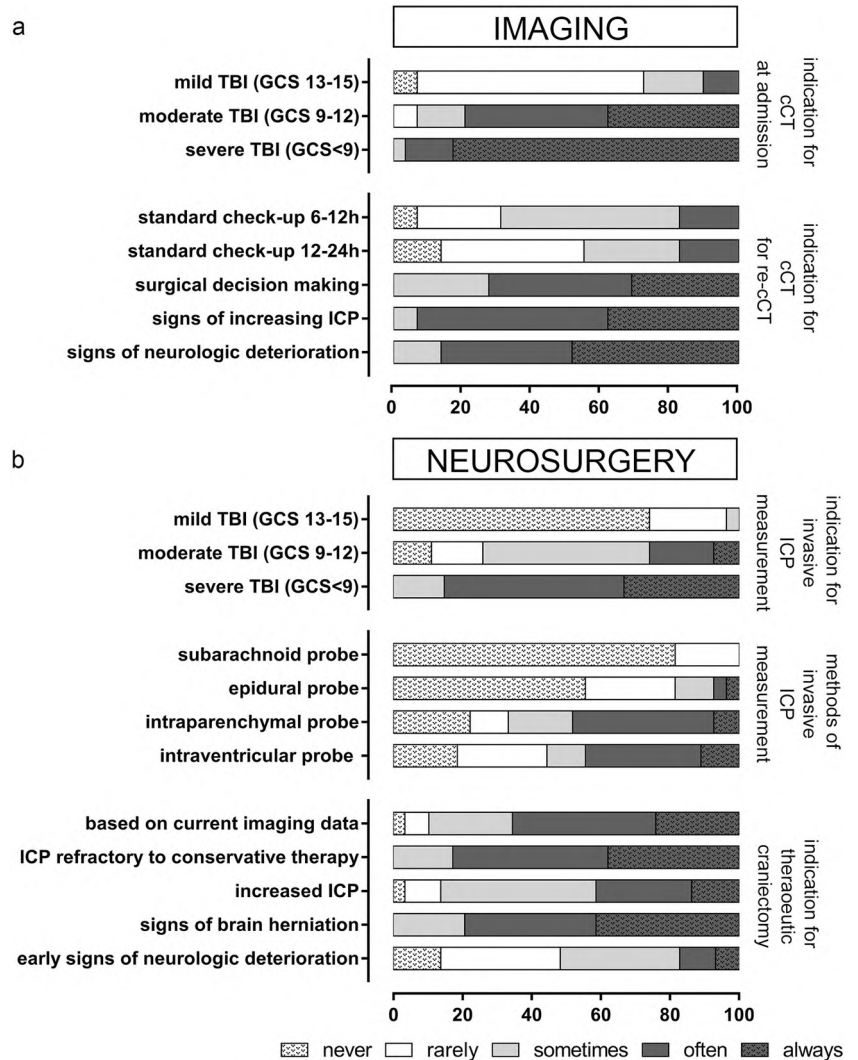 a
IMAGING
mild TBI (GCS 13-15)
moderate TBI (GCS 9-12)
severe TBI (GCS<9)
indication for
cCT
at admission
standard check-up 6-12h
standard check-up 12-24h
surgical decision making
signs of increasing ICP
signs of neurologic deterioration
indication for
cCT
for re-cCT
0 20 40 60 80 100
b
NEUROSURGERY
mild TBI (GCS 13-15)
moderate TBI (GCS 9-12)
severe TBI (GCS<9)
indication for
invasive
ICP
measurement
subarachnoid probe
epidural probe
intraparenchymal probe
intraventricular probe
methods of
invasive
ICP
measurement
based on current imaging data
ICP refractory to conservative therapy
increased ICP
signs of brain herniation
early signs of neurologic deterioration
indication for
theraoeutic
craniectomy
0 20 40 60 80 100
never rarely sometimes often always